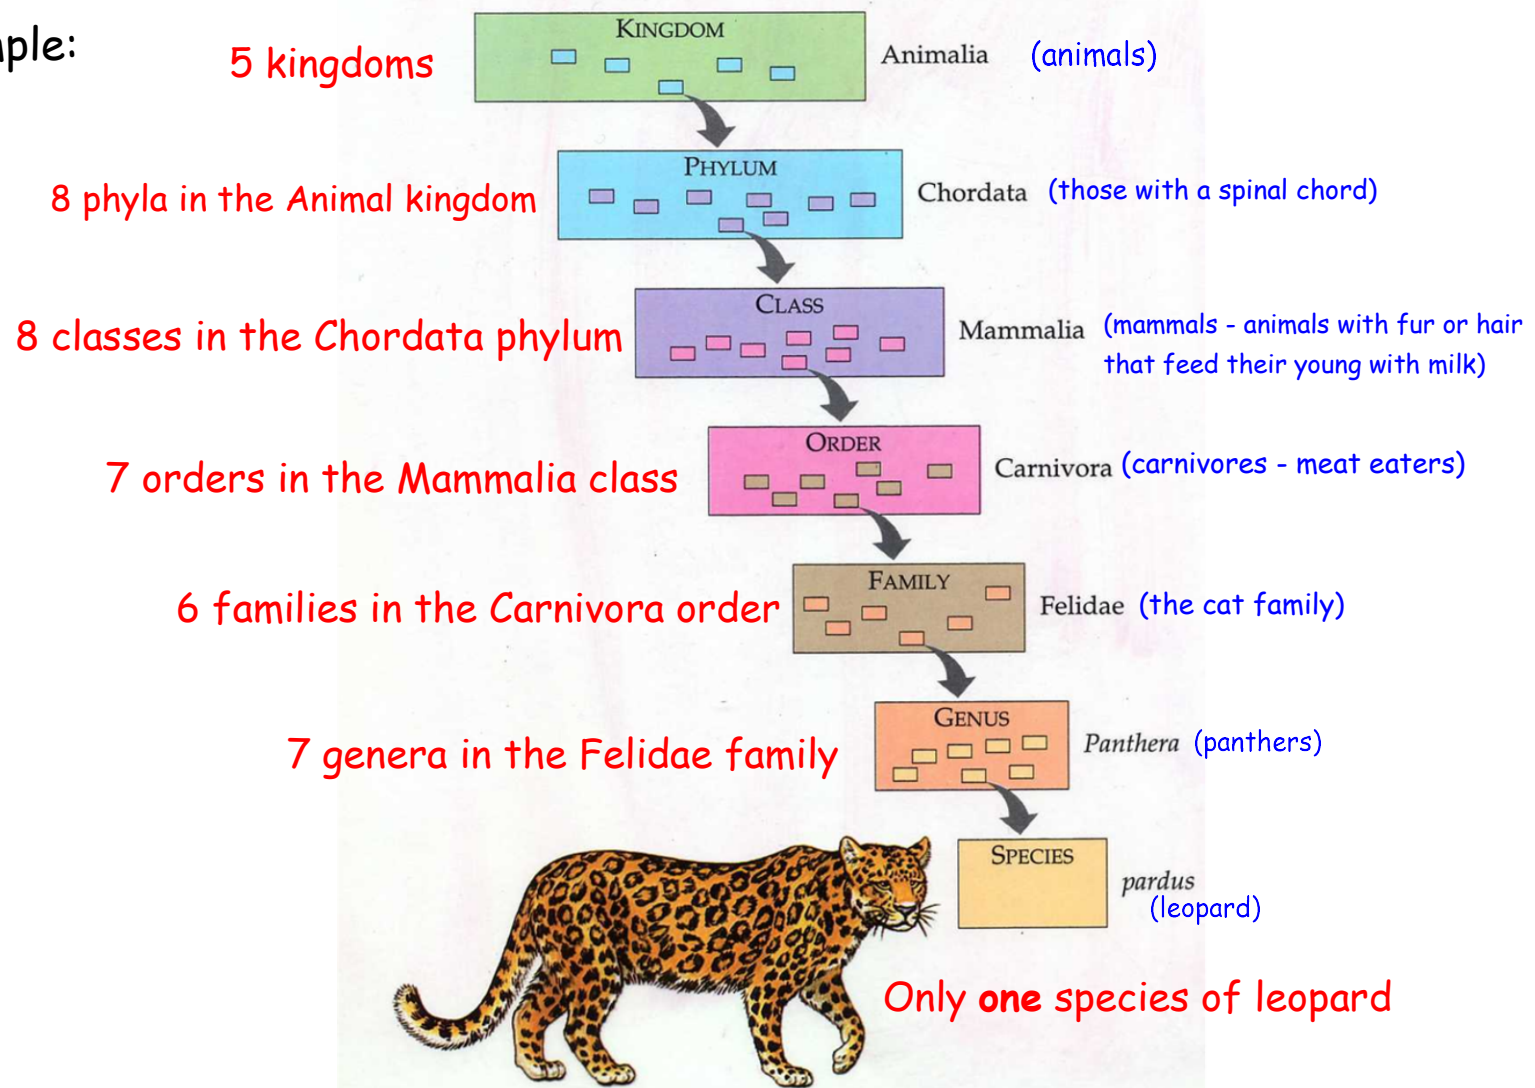 ple:
5 kingdoms
KINGDOM
Animalia (animals)
8 phyla in the Animal kingdom
PHYLUM
Chordata (those with a spinal chord)
8 classes in the Chordata phylum
CLASS
Mammalia (mammals - animals with fur or hair
that feed their young with milk)
7 orders in the Mammalia class
ORDER
Carnivora (carnivores - meat eaters)
6 families in the Carnivora order
FAMILY
Felidae (the cat family)
7 genera in the Felidae family
GENUS
Panthera (panthers)
SPECIES
pardus
(leopard)
Only one species of leopard